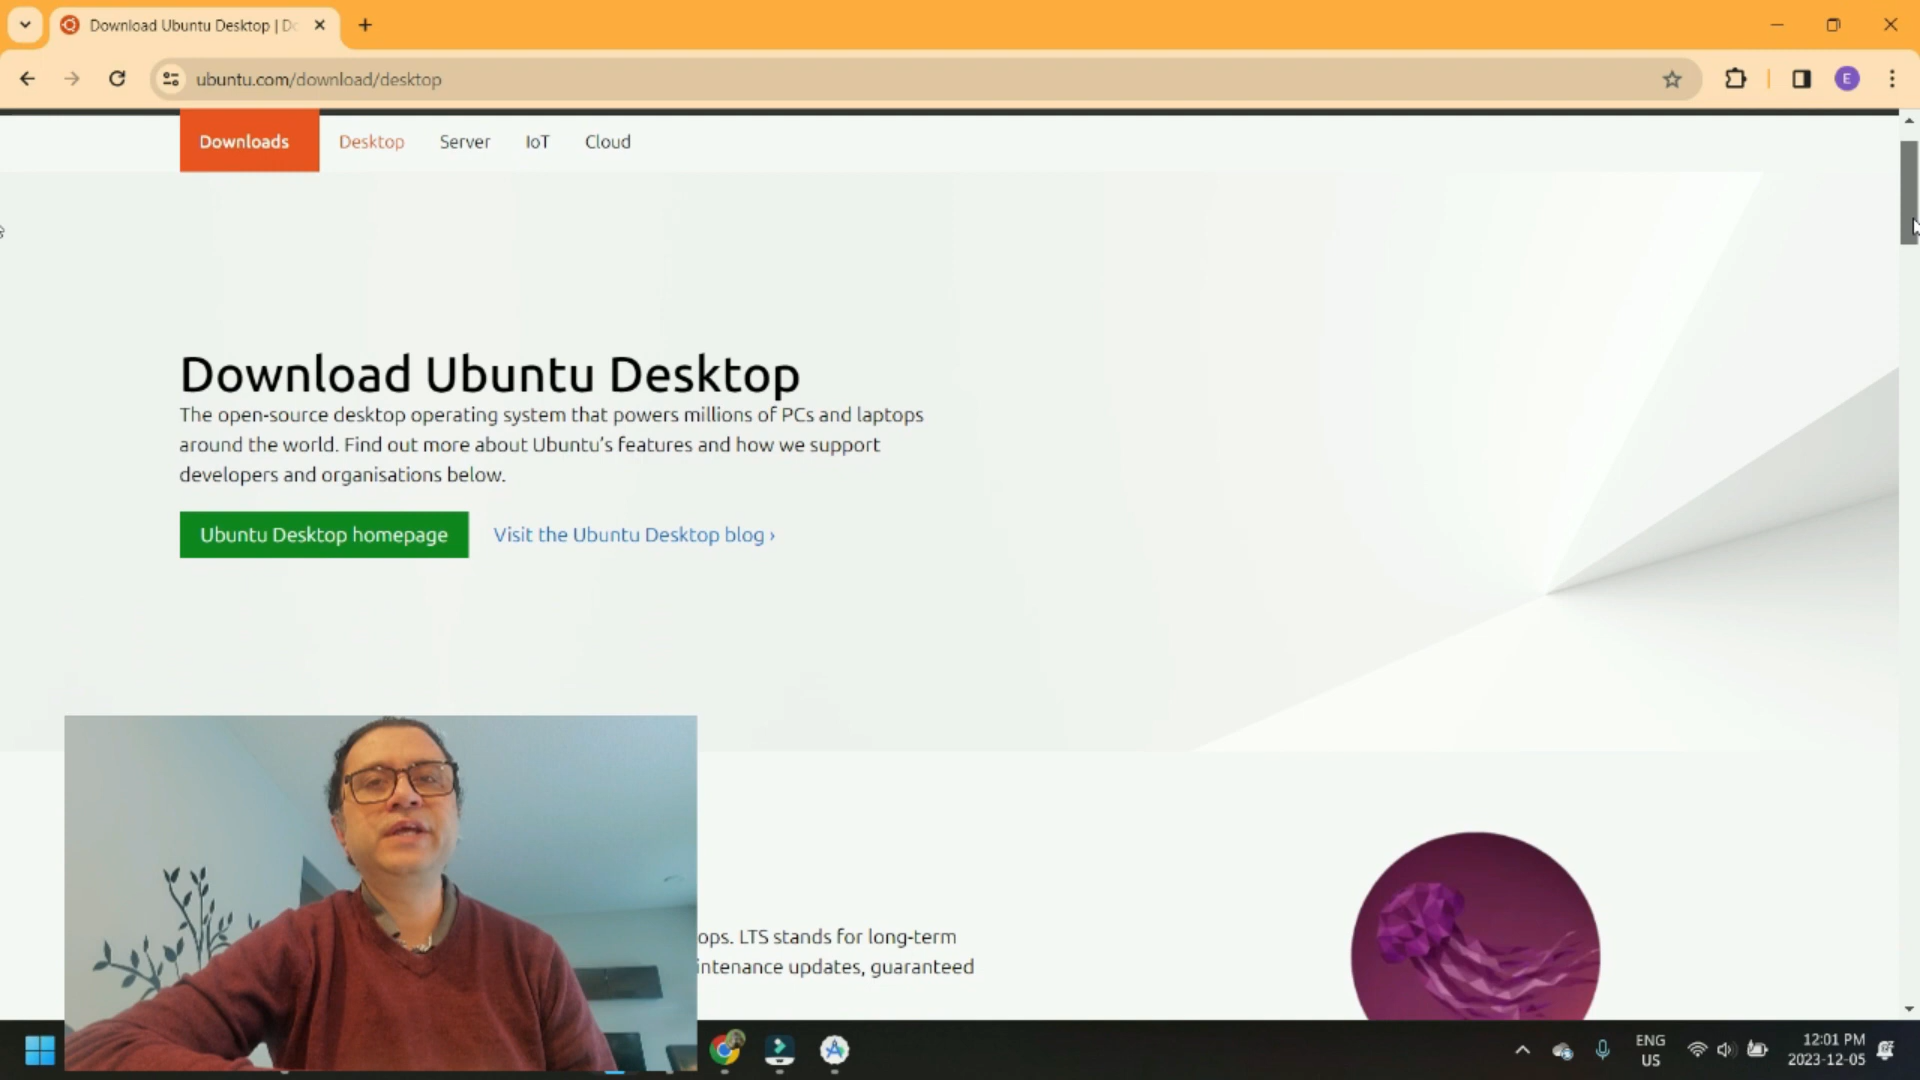 Download Ubuntu Desktop | Do
ubuntu.com/download/desktop
E
Downloads
Desktop
Server
IoT
Cloud
Download Ubuntu Desktop
The open-source desktop operating system that powers millions of PCs and laptops
around the world. Find out more about Ubuntu's features and how we support
developers and organisations below.
Ubuntu Desktop homepage
Visit the Ubuntu Desktop blog ›
ops. LTS stands for long-term
intenance updates, guaranteed
ENG
US
12:01 PM
2023-12-05